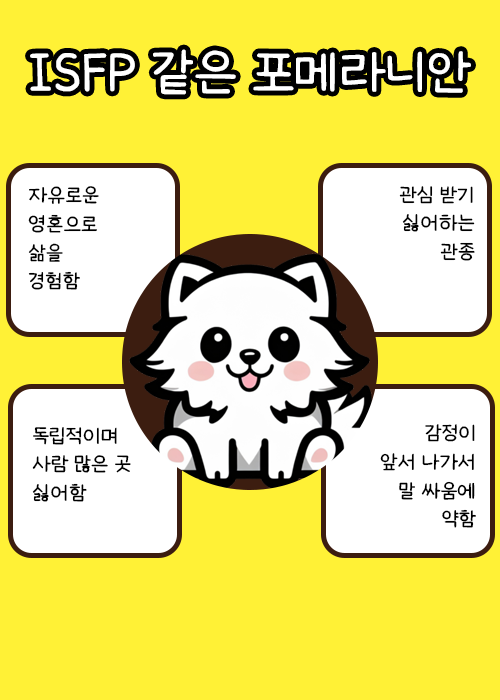 ISFP 같은 포메라니안
자유로운
영혼으로
삶을
경험함
관심 받기
싫어하는
관종
독립적이며
사람 많은 곳
싫어함
감정이
앞서 나가서
말 싸움에
약함